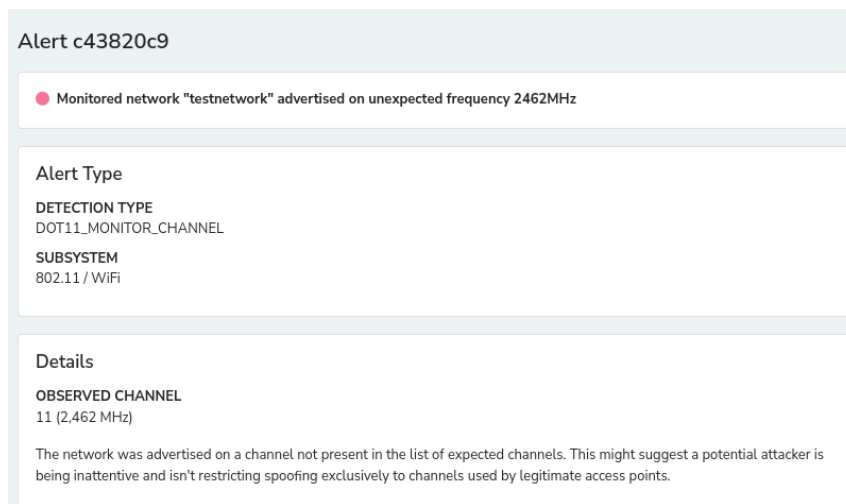 Alert c43820c9
Monitored network "testnetwork" advertised on unexpected frequency 2462MHz
Alert Type
DETECTION TYPE
DOT11_MONITOR_CHANNEL
SUBSYSTEM
802.11 / WiFi
Details
OBSERVED CHANNEL
11 (2,462 MHz)
The network was advertised on a channel not present in the list of expected channels. This might suggest a potential attacker is
being inattentive and isn't restricting spoofing exclusively to channels used by legitimate access points.